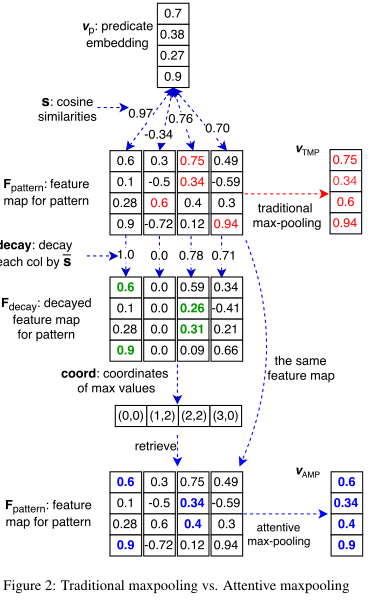 0.7
v_p: predicate
embedding
0.38
0.27
0.9
s: cosine
similarities
0.97
-0.34
0.76
0.70
v_TMP
0.6 0.3 0.75 0.49
F_pattern: feature
map for pattern
0.1 -0.5 0.34 -0.59
0.28 0.6 0.4 0.3
0.9 -0.72 0.12 0.94
traditional
max-pooling
0.75
0.34
0.6
0.94
decay: decay
each col by s̄
1.0 0.0 0.78 0.71
F_decay: decayed
feature map
for pattern
0.6 0.0 0.59 0.34
0.1 0.0 0.26 -0.41
0.28 0.0 0.31 0.21
0.9 0.0 0.09 0.66
the same
feature map
coord: coordinates
of max values
(0,0) (1,2) (2,2) (3,0)
retrieve
v_AMP
F_pattern: feature
map for pattern
0.6 0.3 0.75 0.49
0.1 -0.5 0.34 -0.59
0.28 0.6 0.4 0.3
0.9 -0.72 0.12 0.94
attentive
max-pooling
0.6
0.34
0.4
0.9
Figure 2: Traditional maxpooling vs. Attentive maxpooling